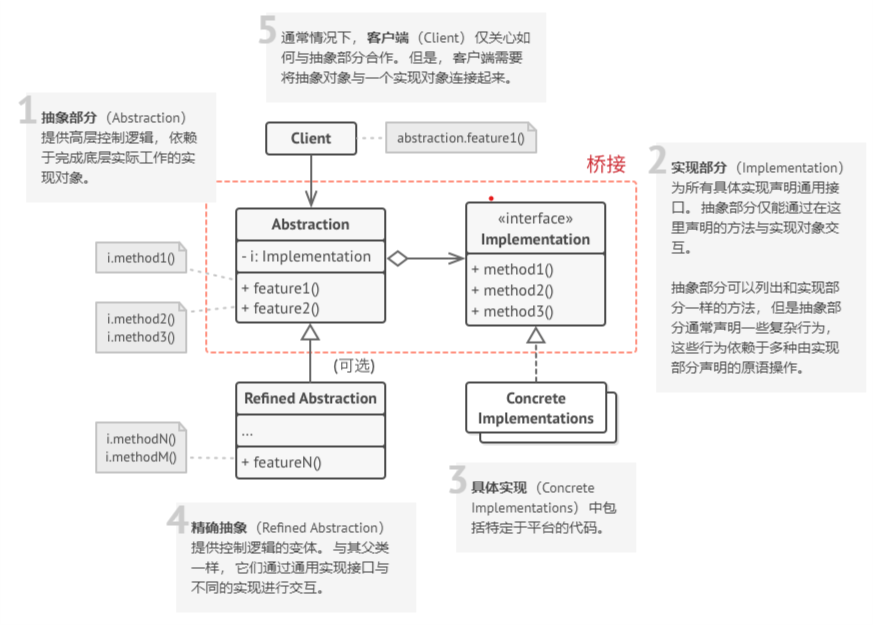 5
通常情况下，客户端（Client）仅关心如
何与抽象部分合作。但是，客户端需要
将抽象对象与一个实现对象连接起来。
1
抽象部分（Abstraction）
提供高层控制逻辑，依赖
于完成底层实际工作的实
现对象。
Client
abstraction.feature1()
桥接
2
实现部分（Implementation）
为所有具体实现声明通用接
口。抽象部分仅能通过在这
里声明的方法与实现对象交
互。
抽象部分可以列出和实现部
分一样的方法，但是抽象部
分通常声明一些复杂行为，
这些行为依赖于多种由实现
部分声明的原语操作。
Abstraction
- i: Implementation
+ feature1()
+ feature2()
«interface»
Implementation
+ method1()
+ method2()
+ method3()
i.method1()
i.method2()
i.method3()
(可选)
Refined Abstraction
...
+ featureN()
Concrete
Implementations
i.methodN()
i.methodM()
3
具体实现（Concrete
Implementations）中包
括特定于平台的代码。
4
精确抽象（Refined Abstraction）
提供控制逻辑的变体。与其父类
一样，它们通过通用实现接口与
不同的实现进行交互。